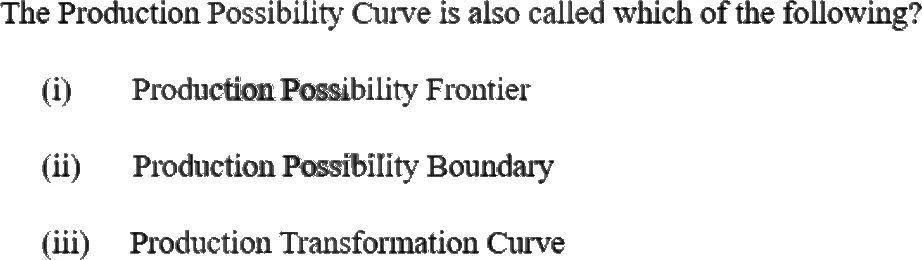 The Production Possibility Curve is also called which of the following?
(i) Production Possibility Frontier
(ii) Production Possibility Boundary
(iii) Production Transformation Curve